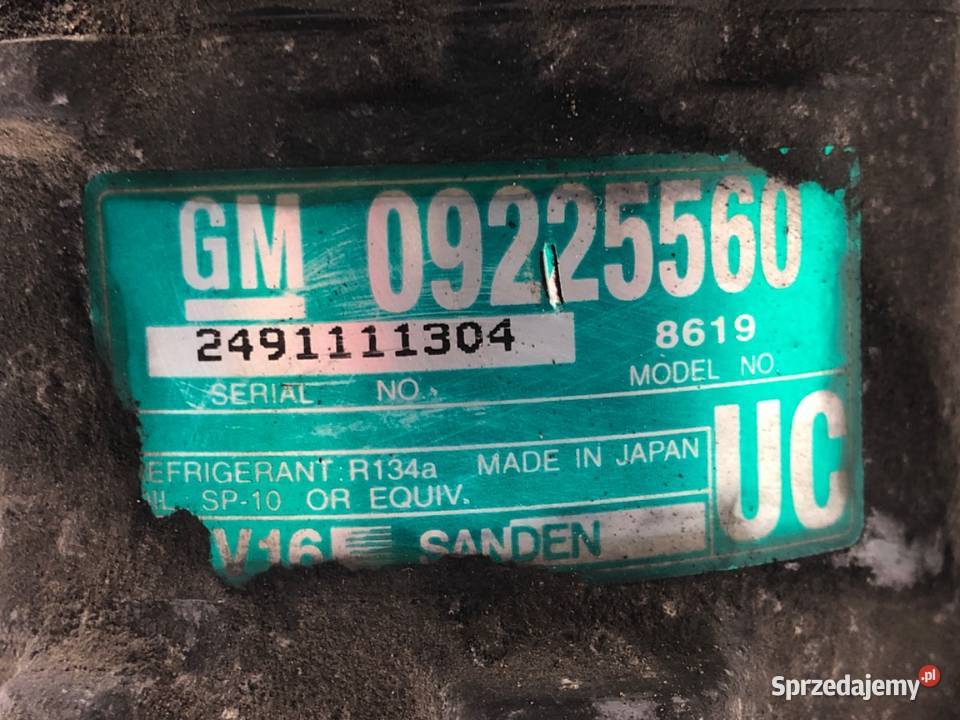 GM 09225560
2491111304 8619
SERIAL NO. MODEL NO.
EFRIGERANT: R134a MADE IN JAPAN
SP-10 OR EQUIV.
UC
V16 SANDEN
Sprzedajemy.pl